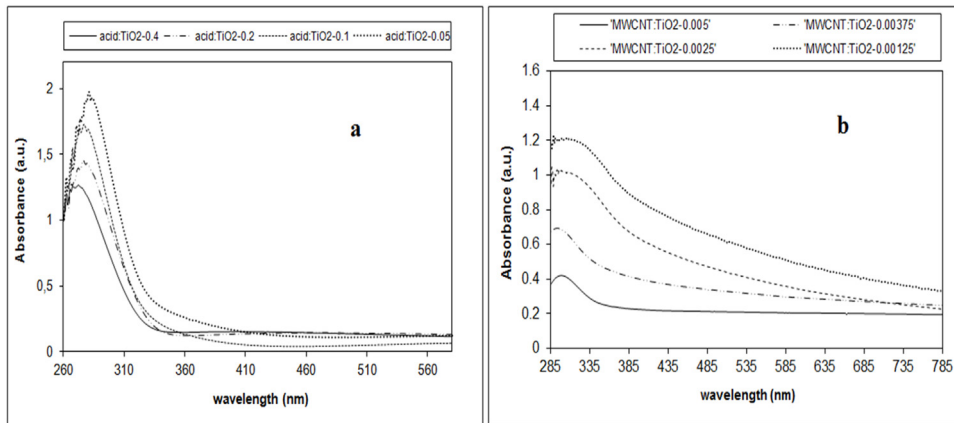 acid:TiO2-0.4 acid:TiO2-0.2 acid:TiO2-0.1 acid:TiO2-0.05
2
1,5
1
0,5
0
260 310 360 410 460 510 560
Absorbance (a.u.)
wavelength (nm)
a
'MWCNT:TiO2-0.005' 'MWCNT:TiO2-0.00375'
'MWCNT:TiO2-0.0025' 'MWCNT:TiO2-0.00125'
1.6
1.4
1.2
1
0.8
0.6
0.4
0.2
0
285 335 385 435 485 535 585 635 685 735 785
Absorbance (a.u.)
wavelength (nm)
b